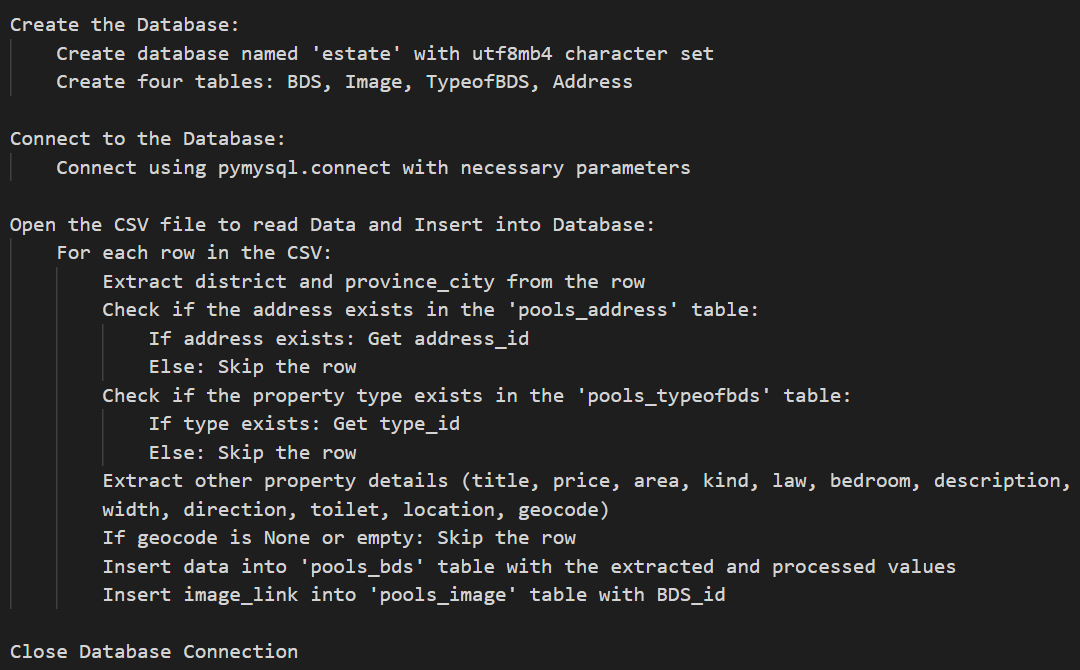 Create the Database:
Create database named 'estate' with utf8mb4 character set
Create four tables: BDS, Image, TypeofBDS, Address
Connect to the Database:
Connect using pymysql.connect with necessary parameters
Open the CSV file to read Data and Insert into Database:
For each row in the CSV:
Extract district and province_city from the row
Check if the address exists in the 'pools_address' table:
If address exists: Get address_id
Else: Skip the row
Check if the property type exists in the 'pools_typeofbds' table:
If type exists: Get type_id
Else: Skip the row
Extract other property details (title, price, area, kind, law, bedroom, description,
width, direction, toilet, location, geocode)
If geocode is None or empty: Skip the row
Insert data into 'pools_bds' table with the extracted and processed values
Insert image_link into 'pools_image' table with BDS_id
Close Database Connection